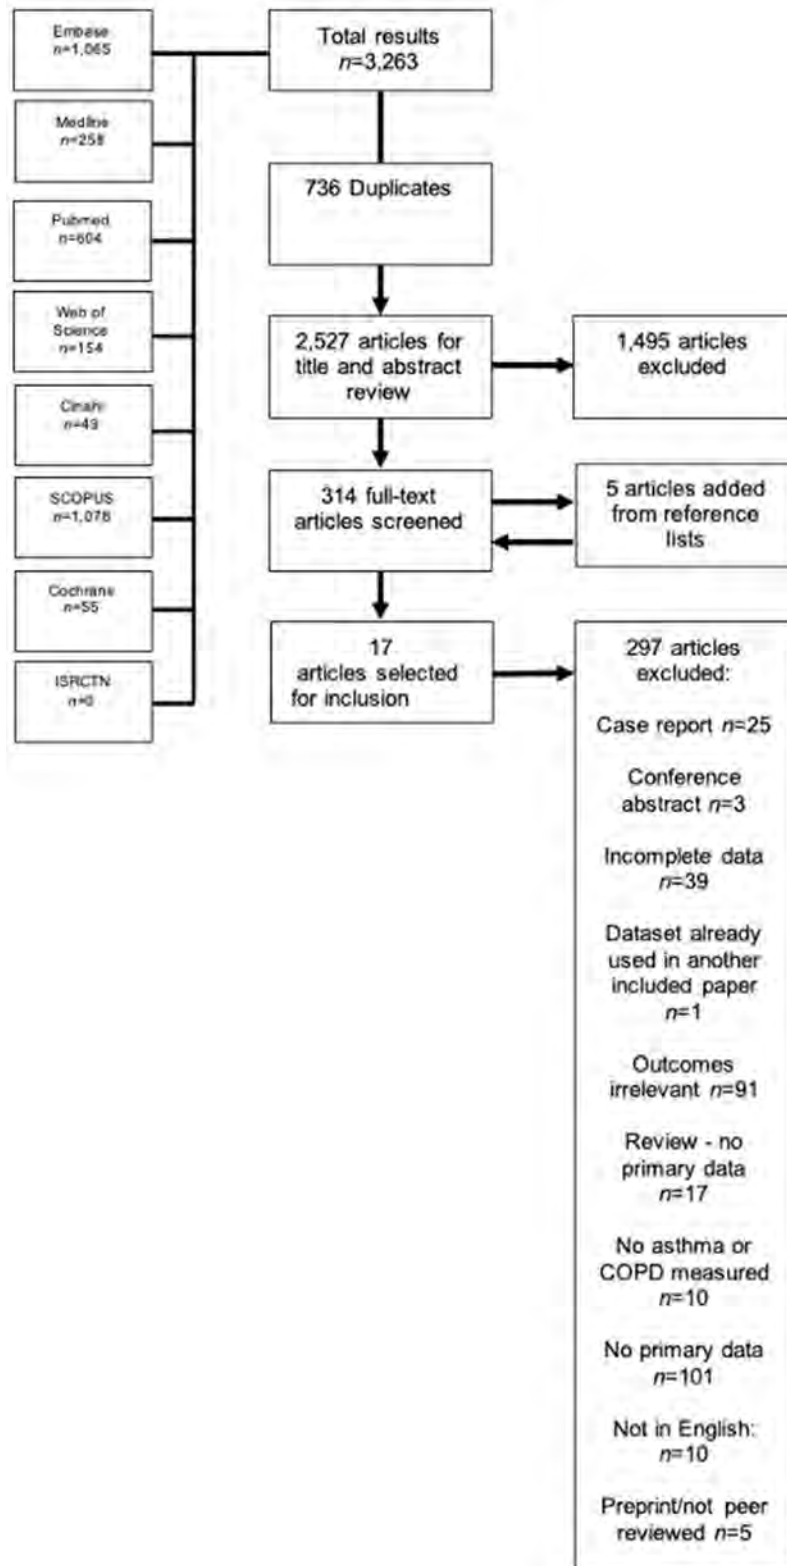 Embase
n=1,065
Medline
n=258
Pubmed
n=604
Web of
Science
n=154
Cinahl
n=49
SCOPUS
n=1,078
Cochrane
n=55
ISRCTN
n=0
Total results
n=3,263
736 Duplicates
2,527 articles for
title and abstract
review
1,495 articles
excluded
314 full-text
articles screened
5 articles added
from reference
lists
17
articles selected
for inclusion
297 articles
excluded:
Case report n=25
Conference
abstract n=3
Incomplete data
n=39
Dataset already
used in another
included paper
n=1
Outcomes
irrelevant n=91
Review - no
primary data
n=17
No asthma or
COPD measured
n=10
No primary data
n=101
Not in English:
n=10
Preprint/not peer
reviewed n=5